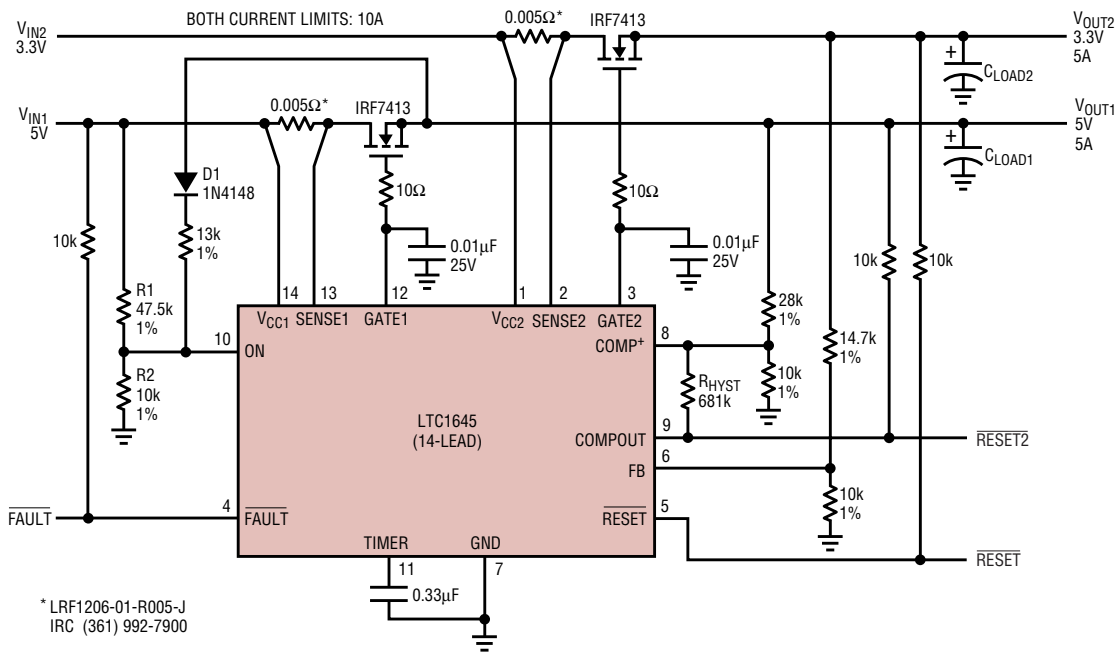 BOTH CURRENT LIMITS: 10A
0.005Ω*
IRF7413
VIN2
3.3V
VOUT2
3.3V
5A
CLOAD2
+
VIN1
5V
0.005Ω*
IRF7413
VOUT1
5V
5A
CLOAD1
+
D1
1N4148
10Ω
10Ω
10k
13k
1%
0.01µF
25V
0.01µF
25V
10k
10k
R1
47.5k
1%
28k
1%
14.7k
1%
14
13
12
1
2
3
VCC1
SENSE1
GATE1
VCC2
SENSE2
GATE2
10
ON
COMP+
8
R2
10k
1%
RHYST
681k
10k
1%
LTC1645
(14-LEAD)
COMPOUT
9
RESET2
FB
6
10k
1%
FAULT
4
FAULT
RESET
5
TIMER
GND
11
7
RESET
0.33µF
* LRF1206-01-R005-J
IRC (361) 992-7900